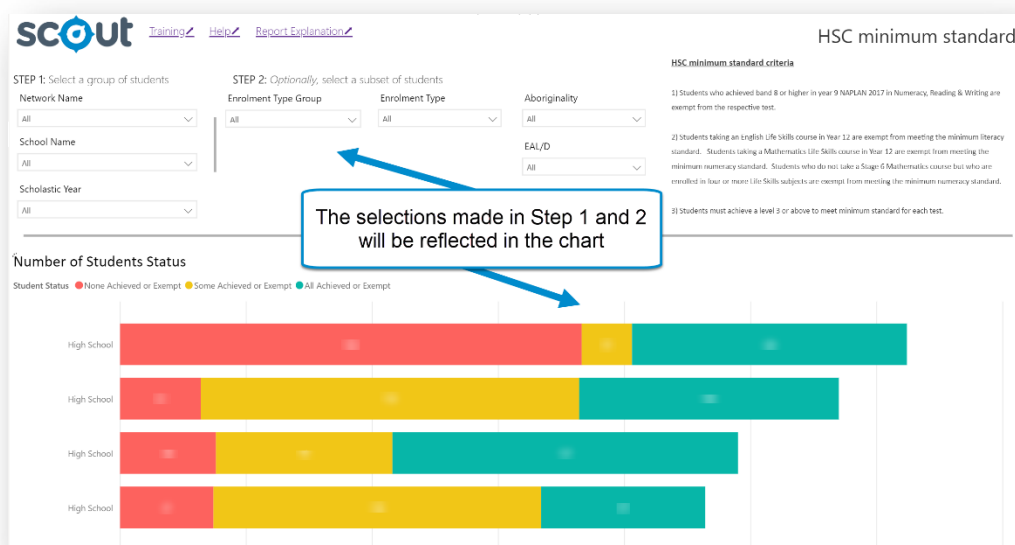 scout
Training Help Report Explanation
HSC minimum standard
STEP 1: Select a group of students
STEP 2: Optionally, select a subset of students
HSC minimum standard criteria
Network Name
Enrolment Type Group
Enrolment Type
Aboriginality
All
All
All
All
1) Students who achieved band 8 or higher in year 9 NAPLAN 2017 in Numeracy, Reading & Writing are
exempt from the respective test.
School Name
EAL/D
All
All
2) Students taking an English Life Skills course in Year 12 are exempt from meeting the minimum literacy
standard. Students taking a Mathematics Life Skills course in Year 12 are exempt from meeting the
minimum numeracy standard. Students who do not take a Stage 6 Mathematics course but who are
enrolled in four or more Life Skills subjects are exempt from meeting the minimum numeracy standard.
Scholastic Year
All
3) Students must achieve a level 3 or above to meet minimum standard for each test.
The selections made in Step 1 and 2
will be reflected in the chart
Number of Students Status
Student Status None Achieved or Exempt Some Achieved or Exempt All Achieved or Exempt
High School
High School
High School
High School